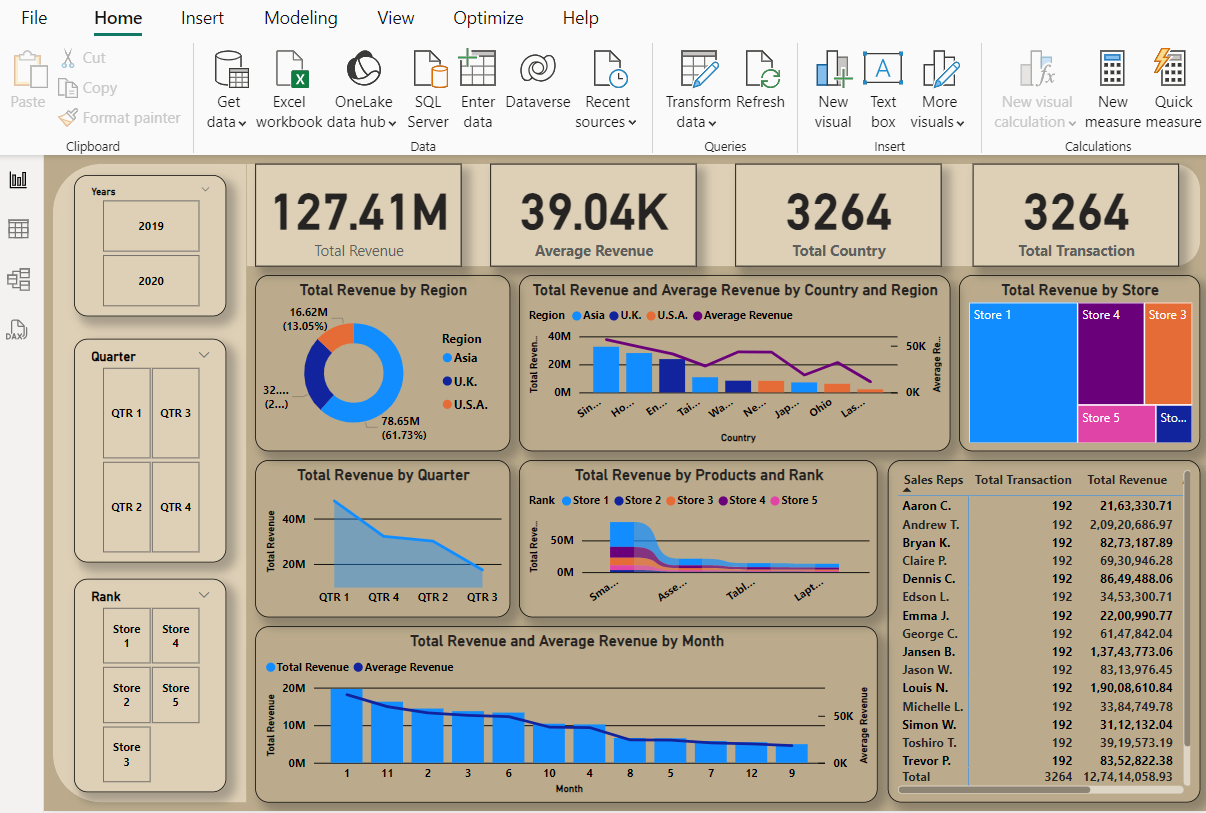 File Home Insert Modeling View Optimize Help
Paste
Cut
Copy
Format painter
Clipboard
Get data
Excel workbook
OneLake data hub
SQL Server
Enter data
Dataverse
Recent sources
Data
Transform data
Refresh
Queries
New visual
Text box
More visuals
Insert
New visual calculation
New measure
Quick measure
Calculations
Years
2019
2020
Quarter
QTR 1 QTR 3
QTR 2 QTR 4
Rank
Store 1 Store 4
Store 2 Store 5
Store 3
127.41M
Total Revenue
39.04K
Average Revenue
3264
Total Country
3264
Total Transaction
Total Revenue by Region
16.62M
(13.05%)
32....
(2...)
78.65M
(61.73%)
Region
Asia
U.K.
U.S.A.
Total Revenue and Average Revenue by Country and Region
Region Asia U.K. U.S.A. Average Revenue
Total Reven...
40M
20M
0M
50K
0K
Average Re...
Sin... Ho... En... Tai... Wa... Ne... Jap... Ohio Las...
Country
Total Revenue by Store
Store 1
Store 4
Store 3
Store 5
Sto...
Total Revenue by Quarter
Total Revenue
40M
20M
QTR 1 QTR 4 QTR 2 QTR 3
Total Revenue by Products and Rank
Rank Store 1 Store 2 Store 3 Store 4 Store 5
Total Reve...
50M
0M
Sma... Asse... Tabl... Lapt...
Total Revenue and Average Revenue by Month
Total Revenue Average Revenue
Total Revenue
20M
10M
0M
50K
0K
Average Revenue
1 11 2 3 6 10 4 8 5 7 12 9
Month
Sales Reps Total Transaction Total Revenue
Aaron C. 192 21,63,330.71
Andrew T. 192 2,09,20,686.97
Bryan K. 192 82,73,187.89
Claire P. 192 69,30,946.28
Dennis C. 192 86,49,488.06
Edson L. 192 34,53,300.71
Emma J. 192 22,00,990.77
George C. 192 61,47,842.04
Jansen B. 192 1,37,43,773.06
Jason W. 192 83,13,976.45
Louis N. 192 1,90,08,610.84
Michelle L. 192 33,84,749.78
Simon W. 192 31,12,132.04
Toshiro T. 192 39,19,573.19
Trevor P. 192 83,52,822.38
Total 3264 12,74,14,058.93
DAX